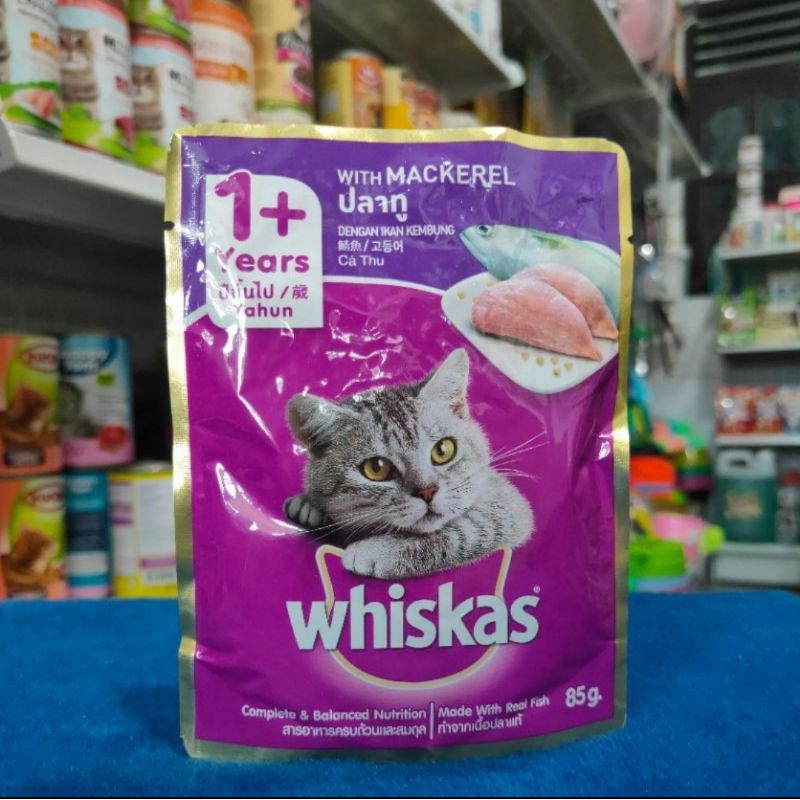 1+
Years
ปีขึ้นไป / 歲
Tahun
WITH MACKEREL
ปลาทู
DENGAN IKAN KEMBUNG
鯖魚 / 고등어
Cá Thu
whiskas®
Complete & Balanced Nutrition
สารอาหารครบถ้วนและสมดุล
Made With Real Fish
ทำจากเนื้อปลาแท้
85 g.